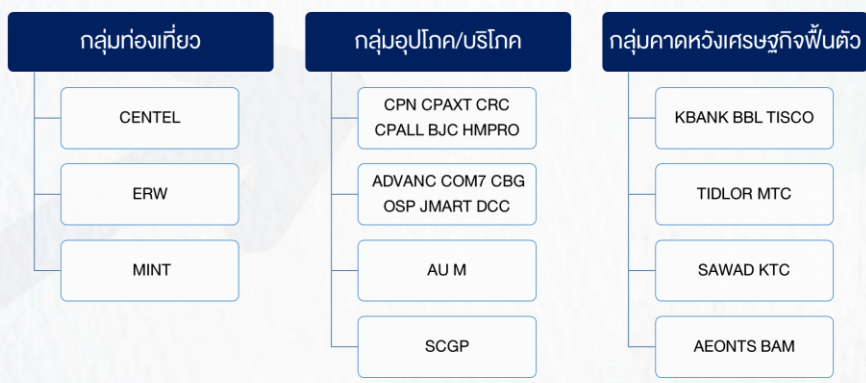 กลุ่มท่องเที่ยว
CENTEL
ERW
MINT
กลุ่มอุปโภค/บริโภค
CPN CPAXT CRC
CPALL BJC HMPRO
ADVANC COM7 CBG
OSP JMART DCC
AU M
SCGP
กลุ่มคาดหวังเศรษฐกิจฟื้นตัว
KBANK BBL TISCO
TIDLOR MTC
SAWAD KTC
AEONTS BAM